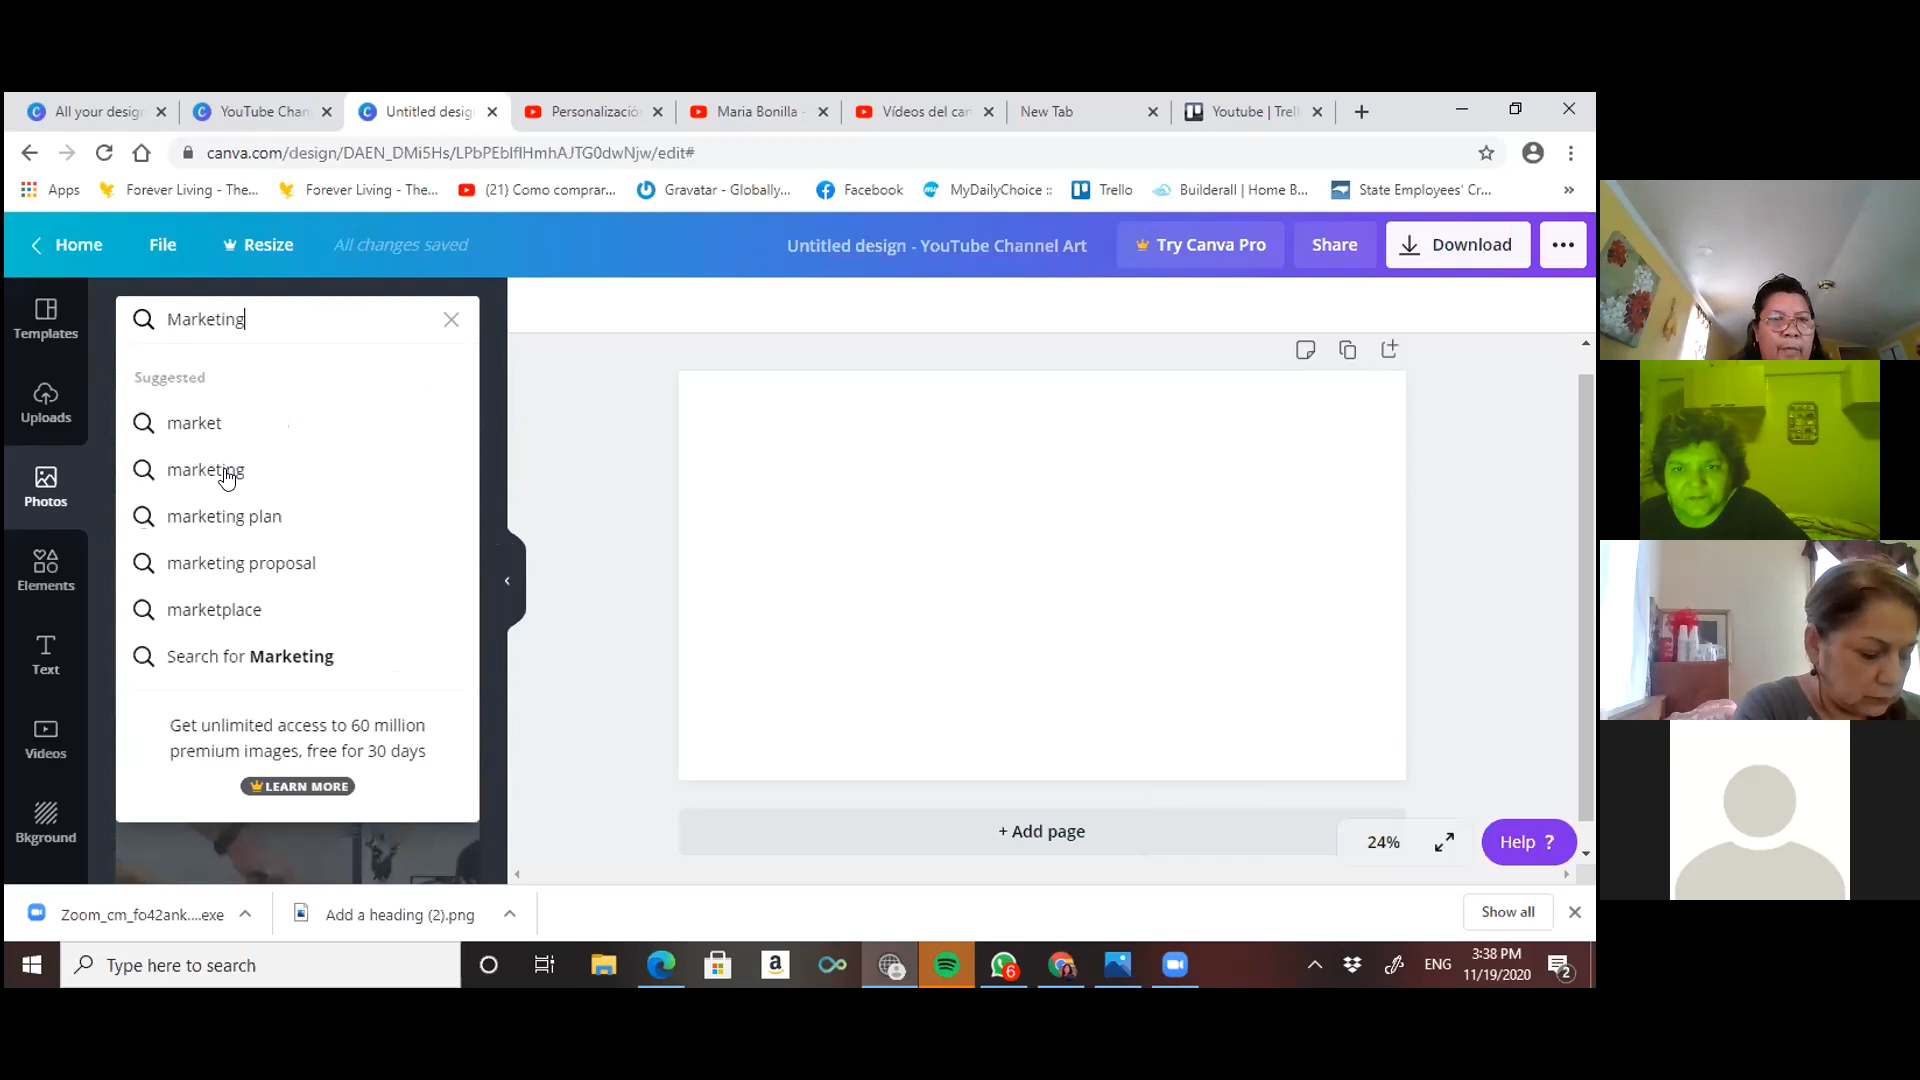 All your desig
YouTube Chan
Untitled desig
Personalizació
Maria Bonilla -
Vídeos del can
New Tab
Youtube | Trell
canva.com/design/DAEN_DMi5Hs/LPbPEbIfIHmhAJTG0dwNjw/edit#
Apps
Forever Living - The...
Forever Living - The...
(21) Como comprar...
Gravatar - Globally...
Facebook
MyDailyChoice ::
Trello
Builderall | Home B...
State Employees' Cr...
Home
File
Resize
All changes saved
Untitled design - YouTube Channel Art
Try Canva Pro
Share
Download
Templates
Uploads
Photos
Elements
Text
Videos
Bkground
Marketing
Suggested
market
marketing
marketing plan
marketing proposal
marketplace
Search for Marketing
Get unlimited access to 60 million
premium images, free for 30 days
LEARN MORE
+ Add page
24%
Help ?
Zoom_cm_fo42ank....exe
Add a heading (2).png
Show all
Type here to search
6
ENG
3:38 PM
11/19/2020
2